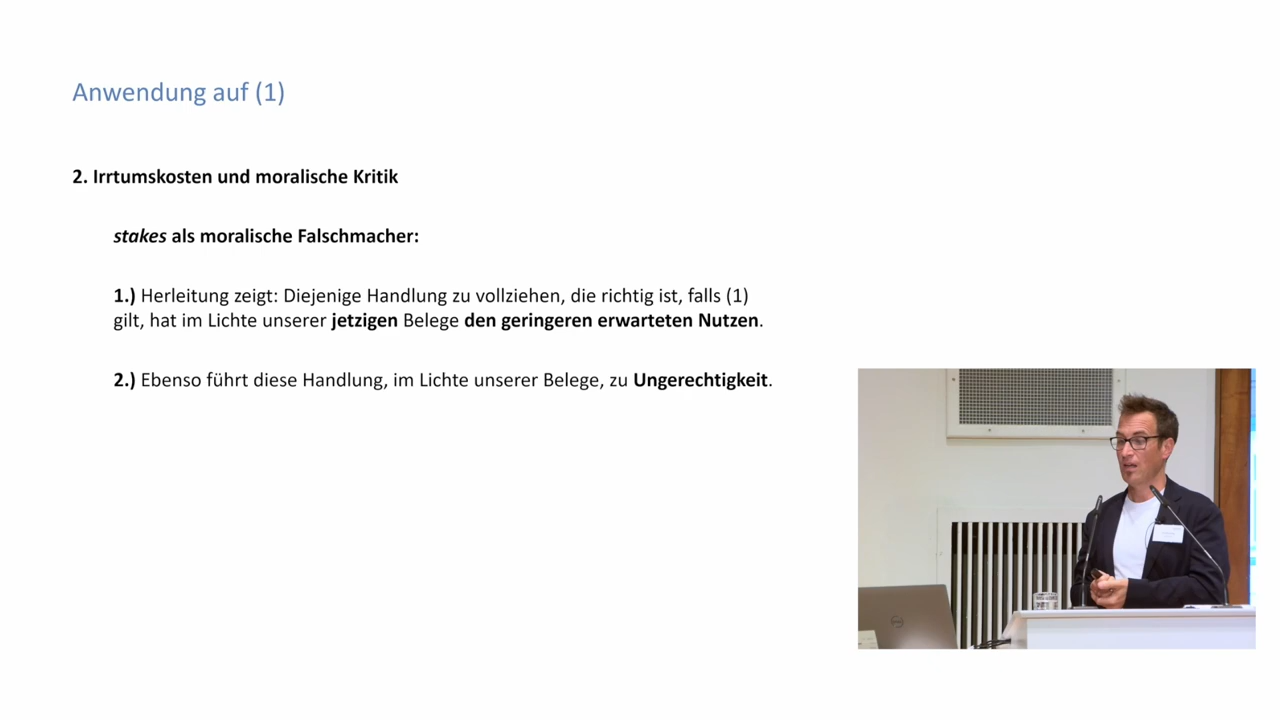 Anwendung auf (1)
2. Irrtumskosten und moralische Kritik
stakes als moralische Falschmacher:
1.) Herleitung zeigt: Diejenige Handlung zu vollziehen, die richtig ist, falls (1)
gilt, hat im Lichte unserer jetzigen Belege den geringeren erwarteten Nutzen.
2.) Ebenso führt diese Handlung, im Lichte unserer Belege, zu Ungerechtigkeit.